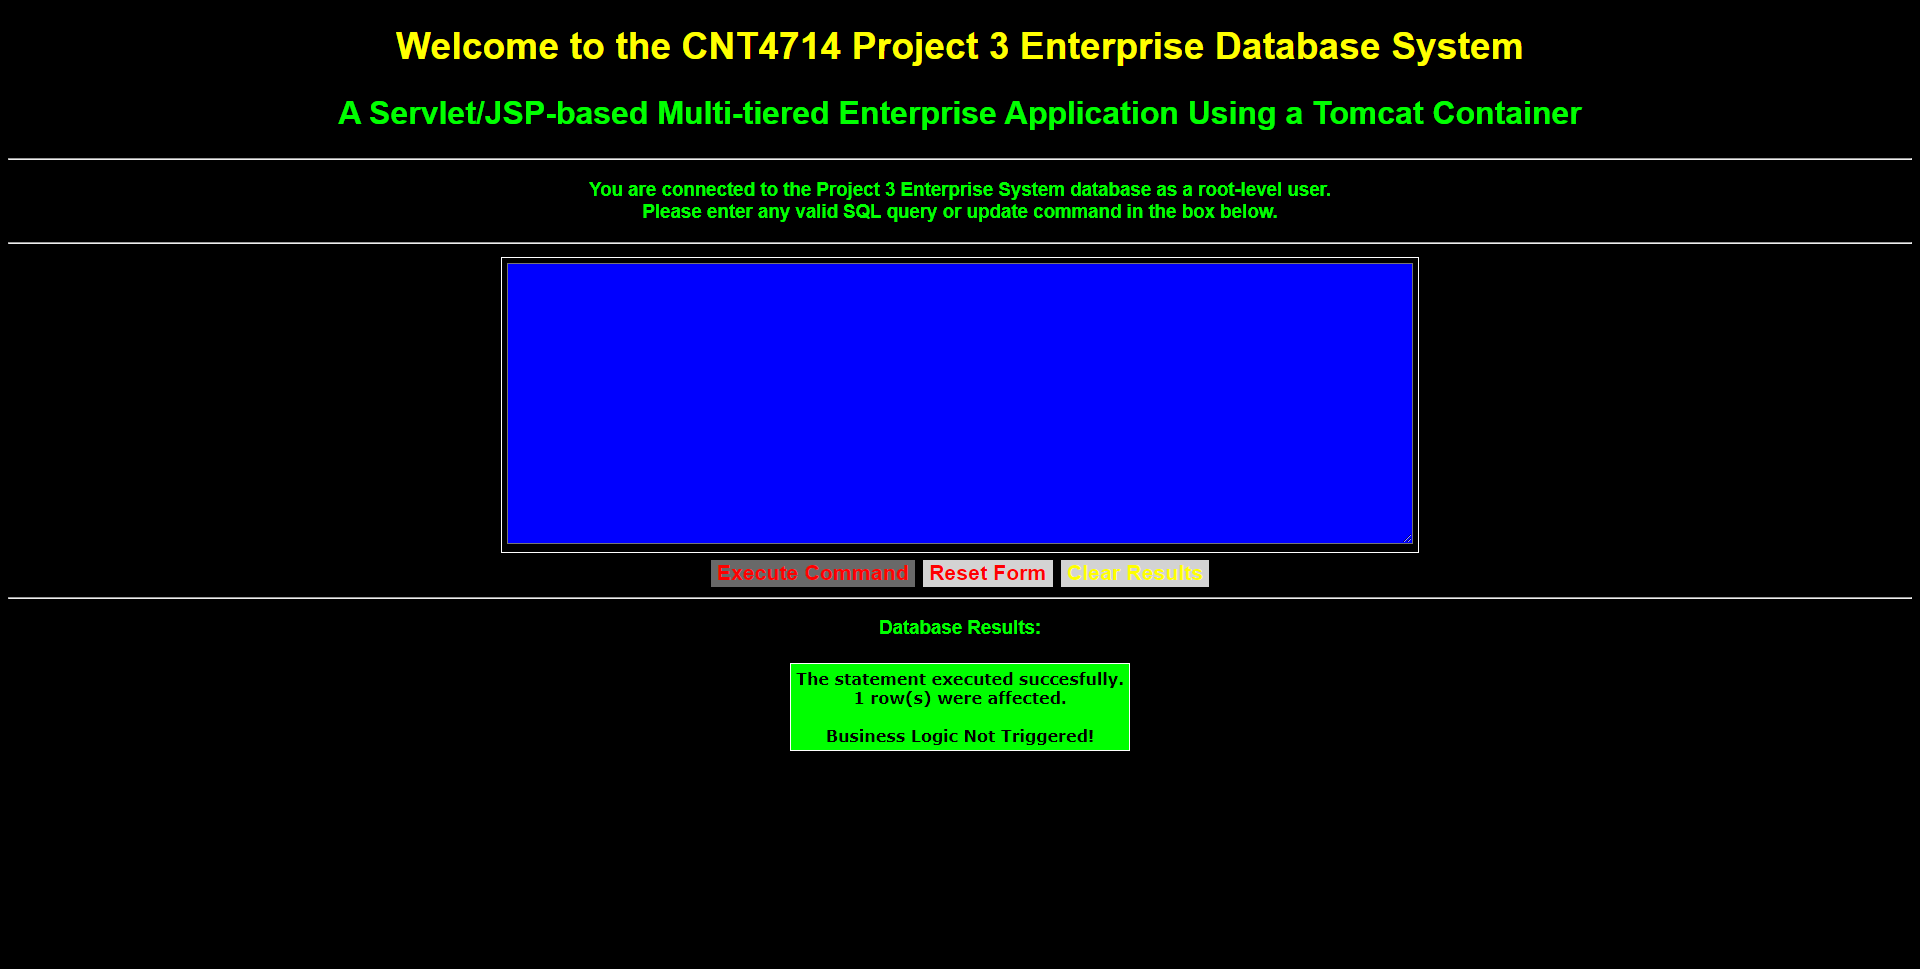 Welcome to the CNT4714 Project 3 Enterprise Database System
A Servlet/JSP-based Multi-tiered Enterprise Application Using a Tomcat Container
You are connected to the Project 3 Enterprise System database as a root-level user.
Please enter any valid SQL query or update command in the box below.
Execute Command Reset Form Clear Results
Database Results:
The statement executed succesfully.
1 row(s) were affected.
Business Logic Not Triggered!